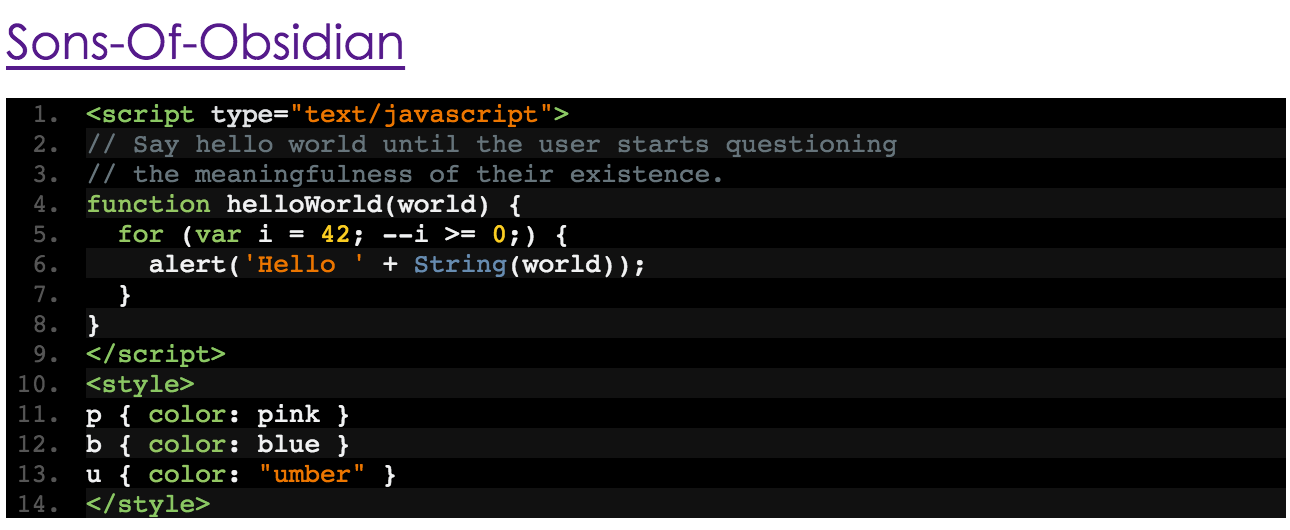 Sons-Of-Obsidian
1. <script type="text/javascript">
2. // Say hello world until the user starts questioning
3. // the meaningfulness of their existence.
4. function helloWorld(world) {
5.   for (var i = 42; --i >= 0;) {
6.     alert('Hello ' + String(world));
7.   }
8. }
9. </script>
10. <style>
11. p { color: pink }
12. b { color: blue }
13. u { color: "umber" }
14. </style>